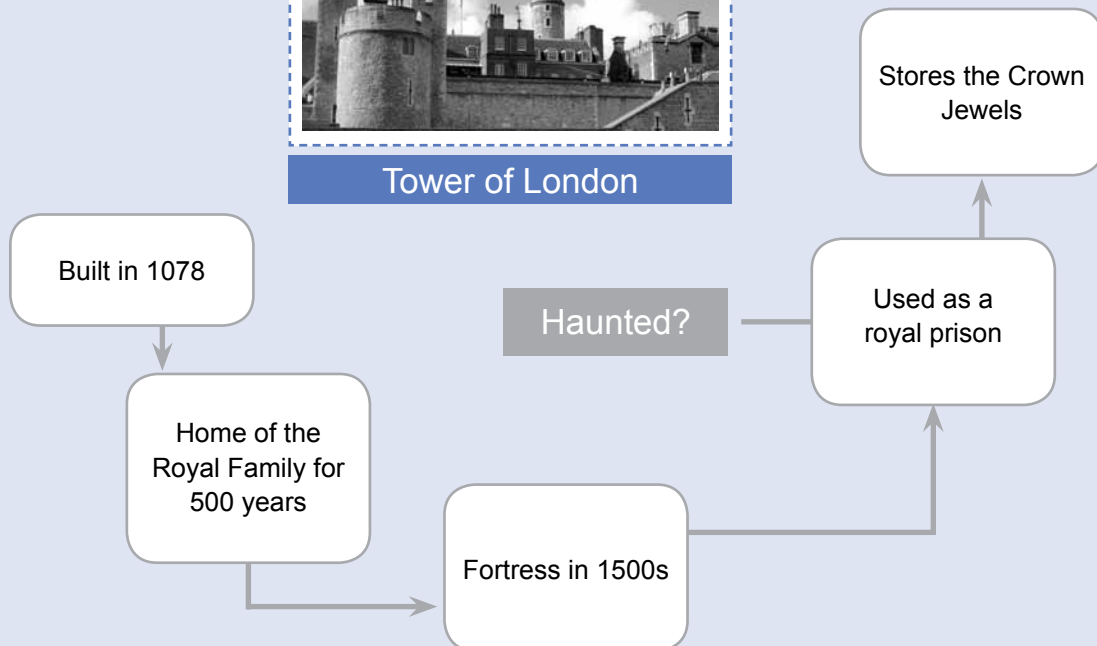 Tower of London
Built in 1078
Home of the
Royal Family for
500 years
Fortress in 1500s
Haunted?
Used as a
royal prison
Stores the Crown
Jewels